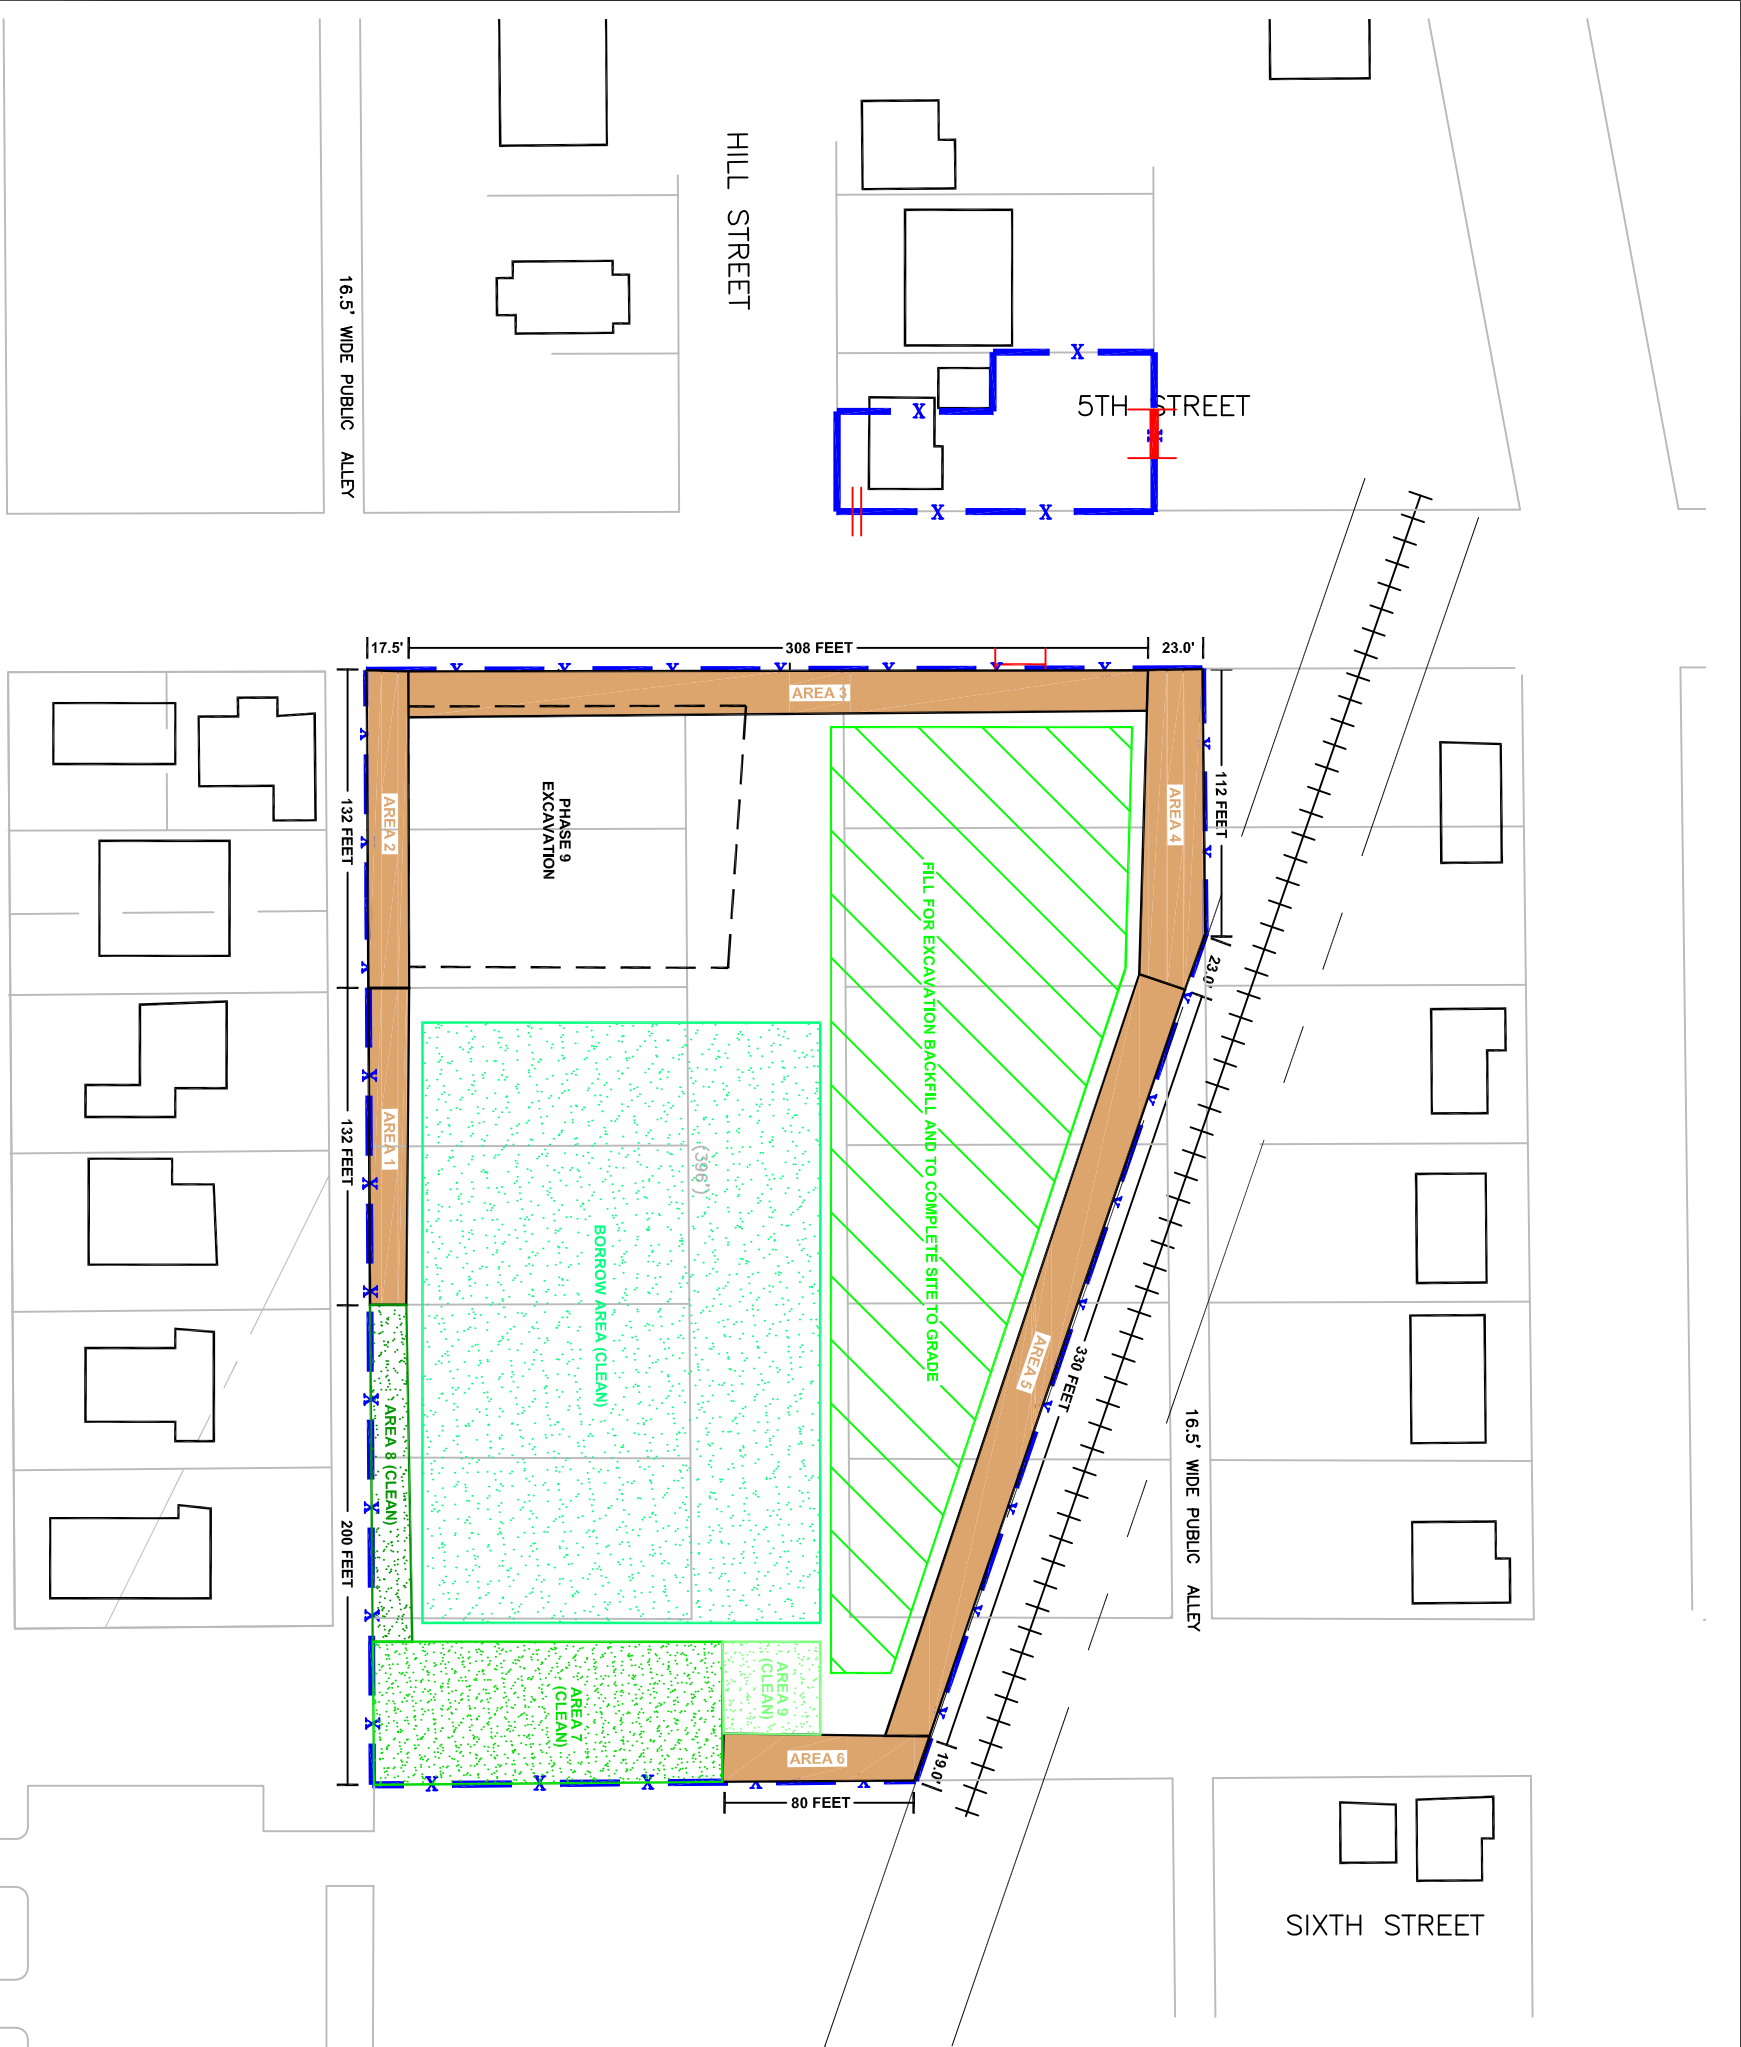 HILL STREET
16.5' WIDE PUBLIC ALLEY
X
5TH STREET
X
X
X
X
17.5'
308 FEET
23.0'
AREA 3
132 FEET
AREA 2
PHASE 9
EXCAVATION
AREA 4
112 FEET
23.0'
FILL FOR EXCAVATION BACKFILL AND TO COMPLETE SITE TO GRADE
132 FEET
AREA 1
(396')
BORROW AREA (CLEAN)
AREA 5
330 FEET
16.5' WIDE PUBLIC ALLEY
AREA 8 (CLEAN)
200 FEET
AREA 7
(CLEAN)
AREA 9
(CLEAN)
AREA 6
19.0'
80 FEET
SIXTH STREET